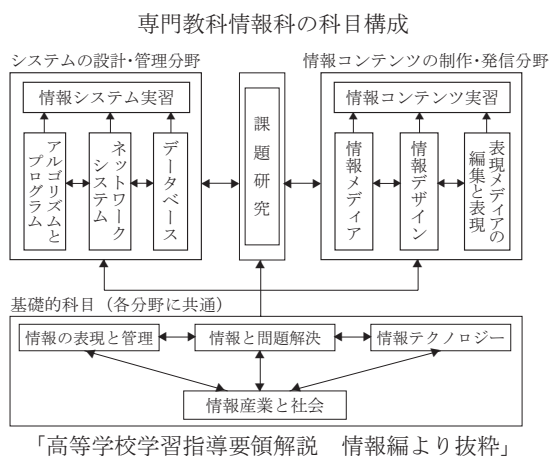 専門教科情報科の科目構成
システムの設計・管理分野
情報コンテンツの制作・発信分野
情報システム実習
アルゴリズムと
プログラム
ネットワーク
システム
データベース
課題研究
情報コンテンツ実習
情報メディア
情報デザイン
表現メディアの
編集と表現
基礎的科目（各分野に共通）
情報の表現と管理
情報と問題解決
情報テクノロジー
情報産業と社会
「高等学校学習指導要領解説　情報編より抜粋」